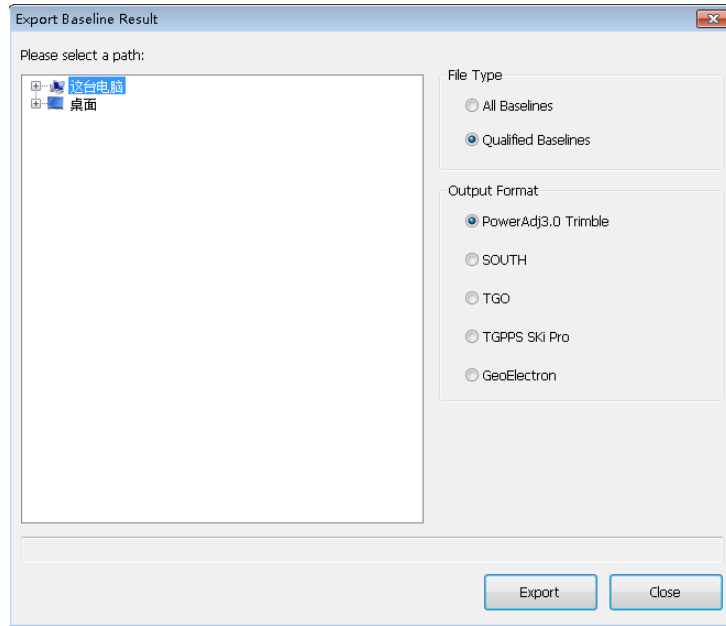 Export Baseline Result
Please select a path:
这台电脑
桌面
File Type
All Baselines
Qualified Baselines
Output Format
PowerAdj3.0 Trimble
SOUTH
TGO
TGPPS SKi Pro
GeoElectron
Export
Close